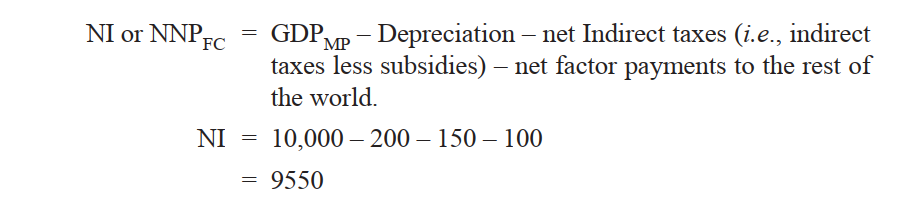 NI or NNP_FC = GDP_MP – Depreciation – net Indirect taxes (i.e., indirect
taxes less subsidies) – net factor payments to the rest of
the world.
NI = 10,000 – 200 – 150 – 100
= 9550